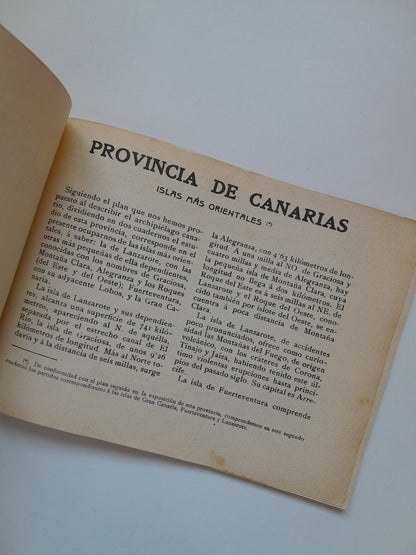 PROVINCIA DE CANARIAS
ISLAS MÁS ORIENTALES (*)
Siguiendo el plan que nos hemos pro-
puesto al describir el archipiélago cana-
rio, dividiendo en dos cuadernos el estu-
dio de esta provincia, corresponde en el
presente ocuparnos de las islas más orien-
tales, á saber: la de Lanzarote, con las
otras más pequeñas de ella dependientes,
conocidas con los nombres de Graciosa,
Montaña Clara, Alegranza, y los Roques
(del Este y del Oeste); Fuerteventura,
con su adyacente Lobos, y la Gran Ca-
naria.
La isla de Lanzarote y sus dependien-
tes, alcanza una superficie de 741 kiló-
metros, apareciendo al N. de aquélla,
separada por el estrecho canal de El
Río, la isla de Graciosa, de unos 9'26
kilómetros de longitud. Más al Norte to-
davía y á la distancia de seis millas, surge
la Alegranza, con 4'63 kilómetros de lon-
gitud. A una milla al NO. de Graciosa y
cuatro millas y media de Alegranza, hay
la pequeña isla de Montaña Clara, cuya
longitud no llega á dos kilómetros. El
Roque del Este es á seis millas al NE. de
Lanzarote y el Roque del Oeste, cono-
cido también por Islote del Oeste, se en-
cuentra á poca distancia de Montaña
Clara.
La isla de Lanzarote, de accidentes
poco pronunciados, ofrece como curio-
sidad las Montañas del Fuego, de origen
volcánico, con los cráteres de Corona,
Tinajo y Jaira, habiendo tenido este úl-
timo violentas erupciones hasta princi-
pios del pasado siglo. Su capital es Arre-
cife.
La isla de Fuerteventura comprende
(*) De conformidad con el plan seguido en la exposición de esta provincia, comprendemos en este segundo
cuaderno los partidos correspondientes á las islas de Gran Canaria, Fuerteventura y Lanzarote.